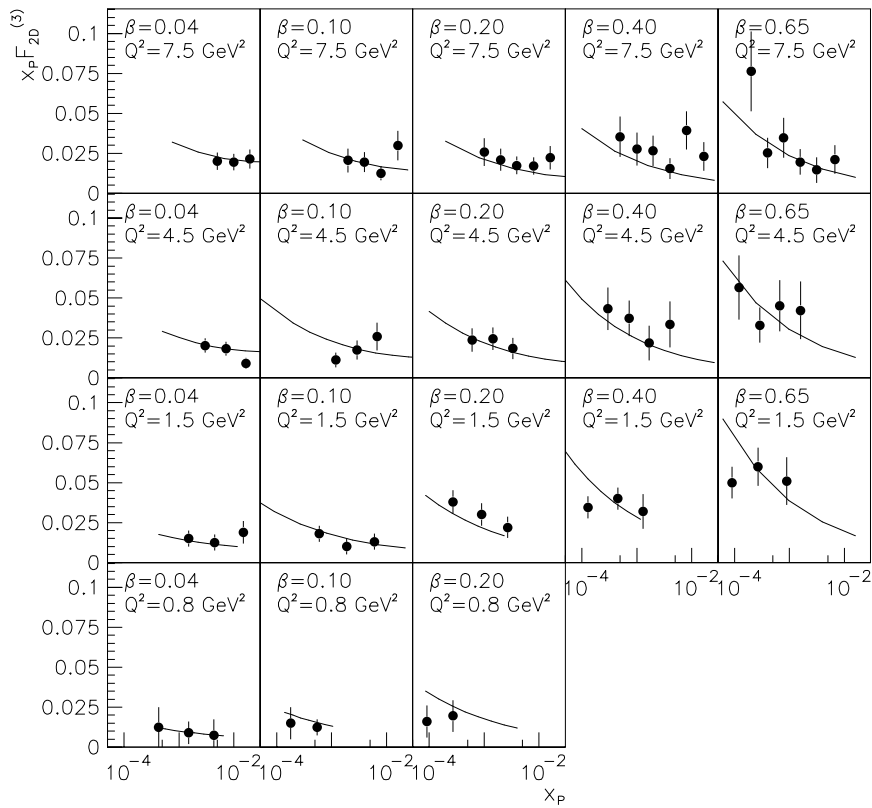 x_P F_2D^(3)
0.1
0.075
0.05
0.025
0
β=0.04
Q²=7.5 GeV²
β=0.10
Q²=7.5 GeV²
β=0.20
Q²=7.5 GeV²
β=0.40
Q²=7.5 GeV²
β=0.65
Q²=7.5 GeV²
0.1
0.075
0.05
0.025
0
β=0.04
Q²=4.5 GeV²
β=0.10
Q²=4.5 GeV²
β=0.20
Q²=4.5 GeV²
β=0.40
Q²=4.5 GeV²
β=0.65
Q²=4.5 GeV²
0.1
0.075
0.05
0.025
0
β=0.04
Q²=1.5 GeV²
β=0.10
Q²=1.5 GeV²
β=0.20
Q²=1.5 GeV²
β=0.40
Q²=1.5 GeV²
β=0.65
Q²=1.5 GeV²
10⁻⁴ 10⁻² 10⁻⁴ 10⁻²
0.1
0.075
0.05
0.025
0
β=0.04
Q²=0.8 GeV²
β=0.10
Q²=0.8 GeV²
β=0.20
Q²=0.8 GeV²
10⁻⁴ 10⁻² 10⁻⁴ 10⁻² 10⁻⁴ 10⁻²
x_P